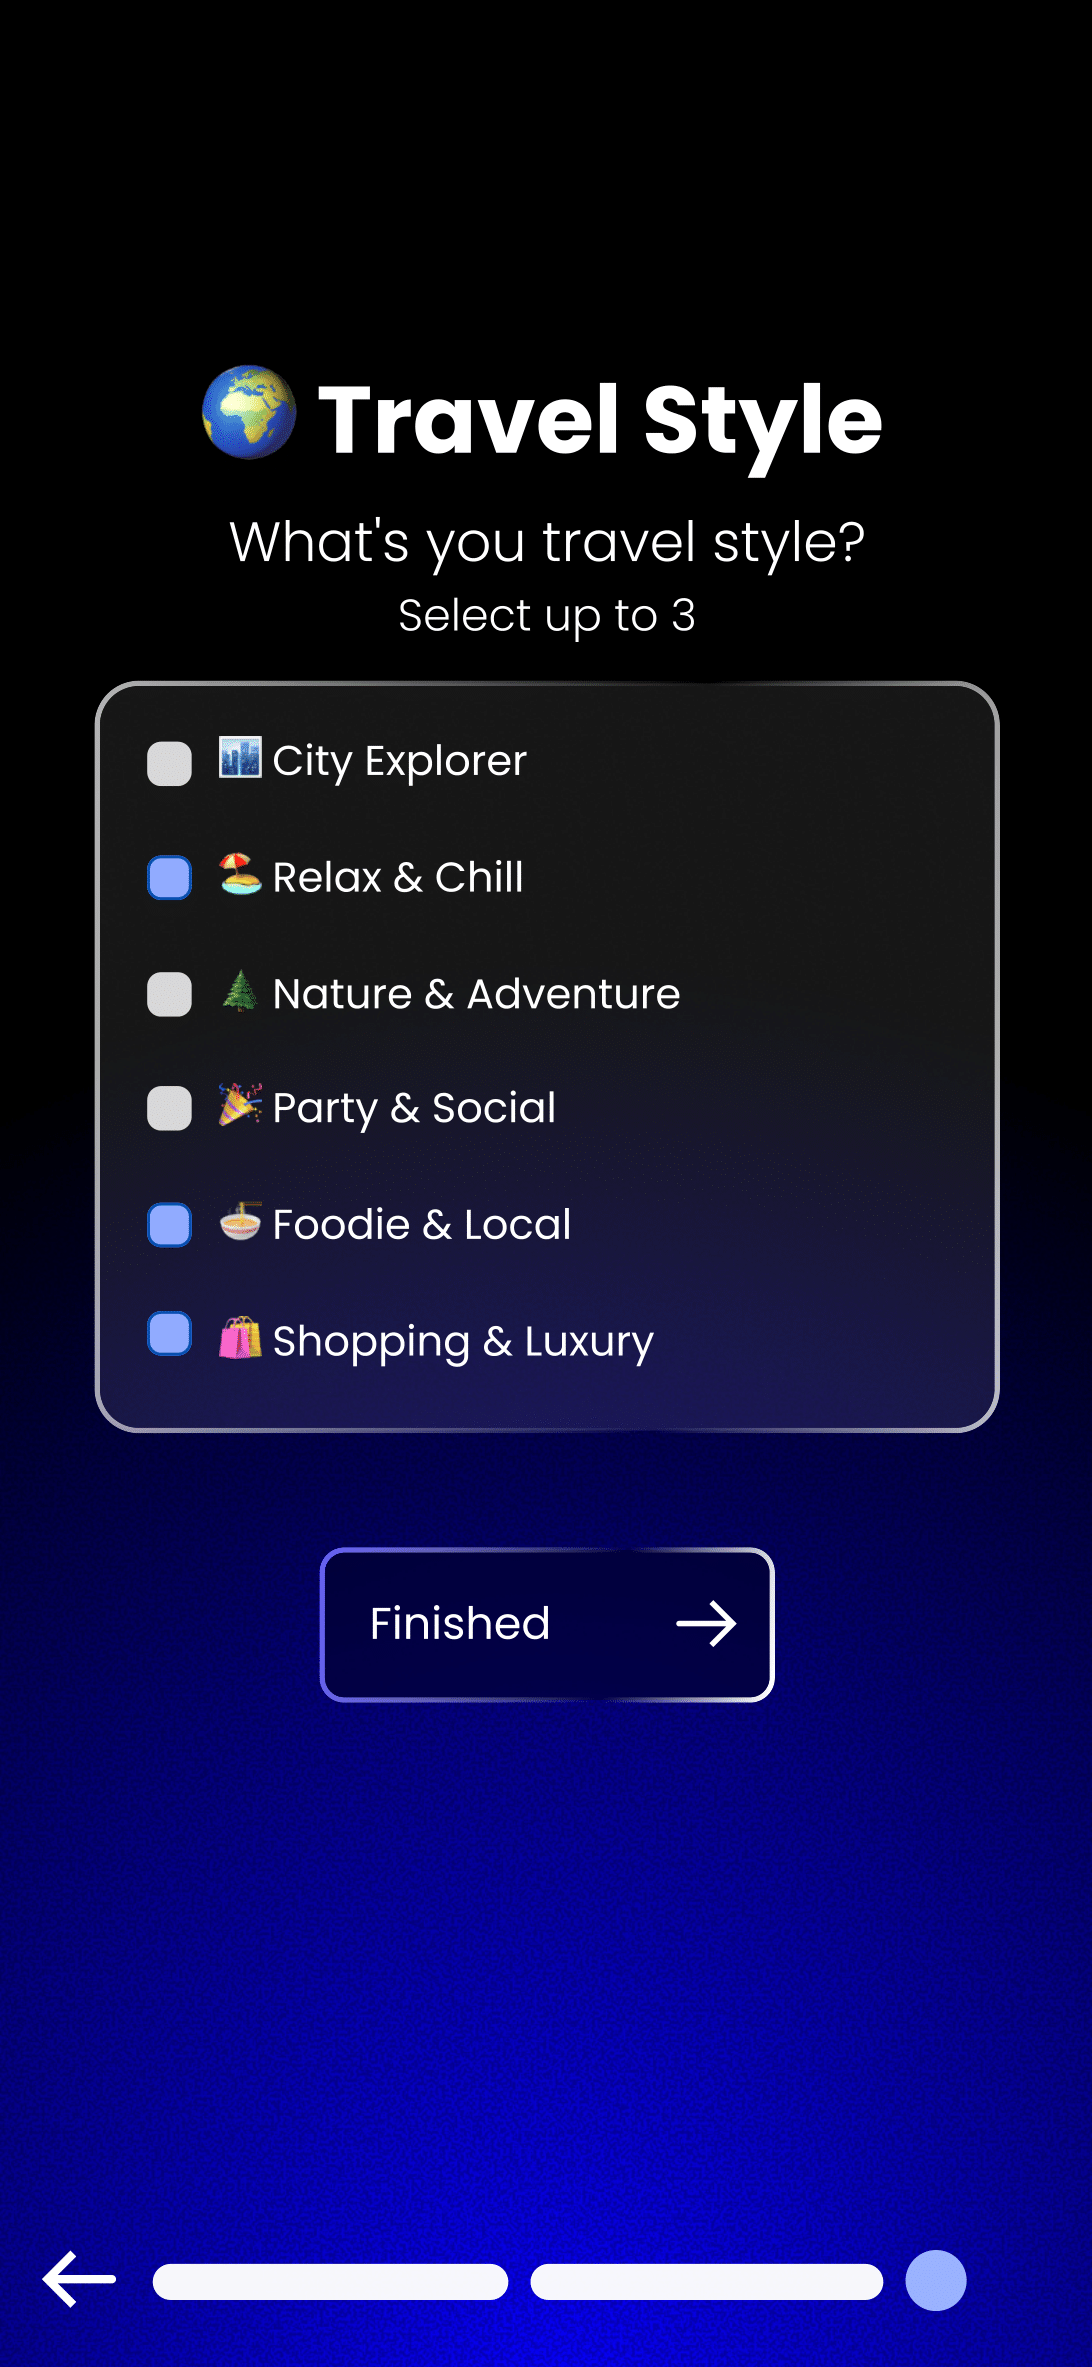 Travel Style
What's you travel style?
Select up to 3
City Explorer
Relax & Chill
Nature & Adventure
Party & Social
Foodie & Local
Shopping & Luxury
Finished